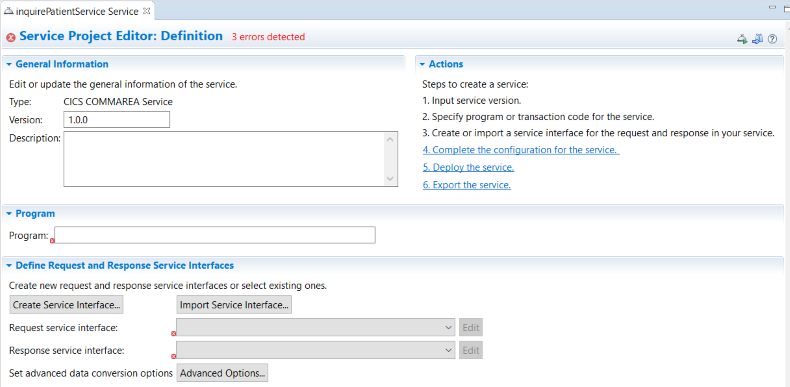 inquirePatientService Service
Service Project Editor: Definition 3 errors detected
General Information
Edit or update the general information of the service.
Type: CICS COMMAREA Service
Version: 1.0.0
Description:
Actions
Steps to create a service:
1. Input service version.
2. Specify program or transaction code for the service.
3. Create or import a service interface for the request and response in your service.
4. Complete the configuration for the service.
5. Deploy the service.
6. Export the service.
Program
Program:
Define Request and Response Service Interfaces
Create new request and response service interfaces or select existing ones.
Create Service Interface... Import Service Interface...
Request service interface: Edit
Response service interface: Edit
Set advanced data conversion options Advanced Options...